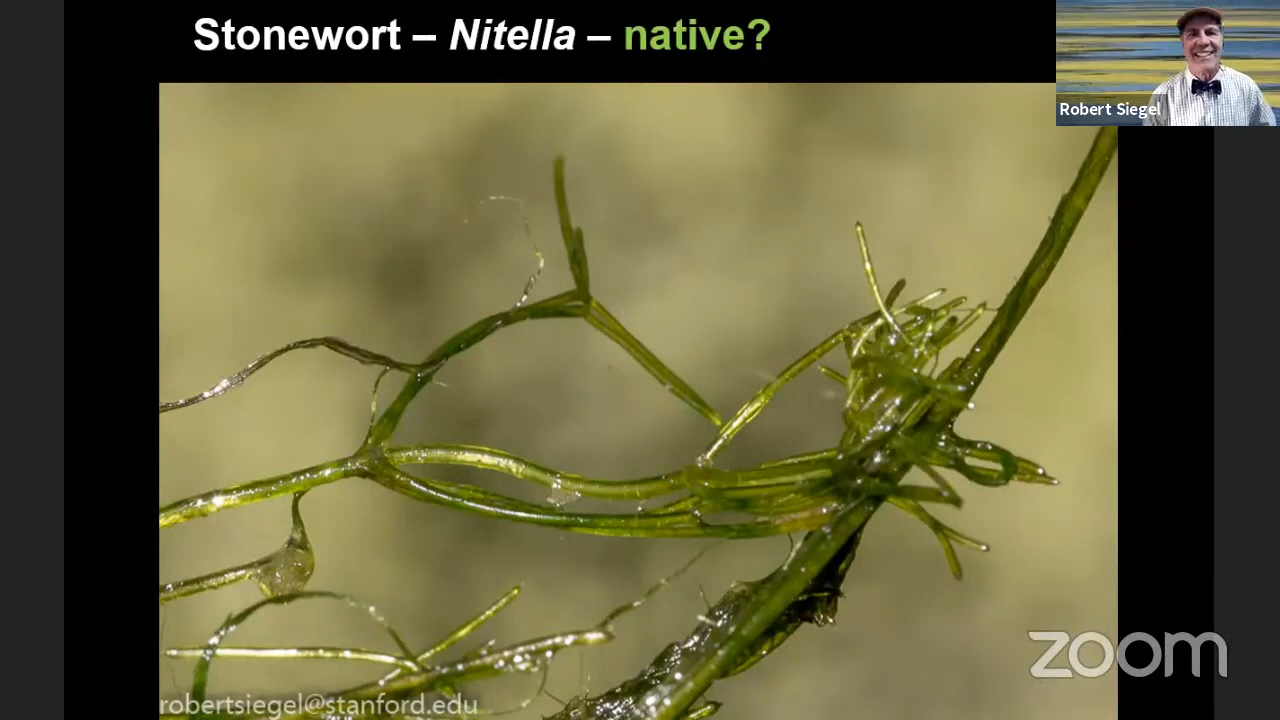 Stonewort – Nitella – native?
Robert Siegel
zoom
robertsiegel@stanford.edu